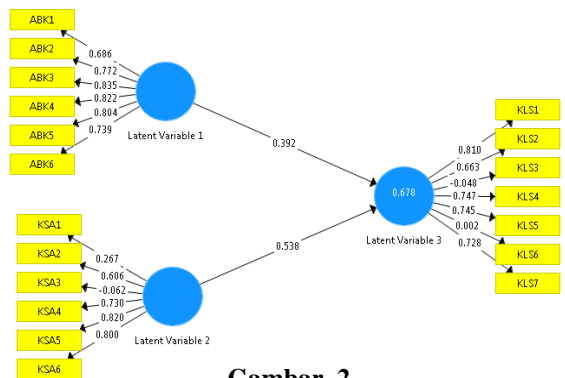 ABK1
ABK2
ABK3
ABK4
ABK5
ABK6
0.686
0.772
0.835
0.822
0.804
0.739
Latent Variable 1
0.392
KSA1
KSA2
KSA3
KSA4
KSA5
KSA6
0.267
0.606
-0.062
0.730
0.820
0.800
Latent Variable 2
0.538
0.678
Latent Variable 3
0.810
0.663
-0.048
0.747
0.745
0.002
0.728
KLS1
KLS2
KLS3
KLS4
KLS5
KLS6
KLS7
Gambar 2